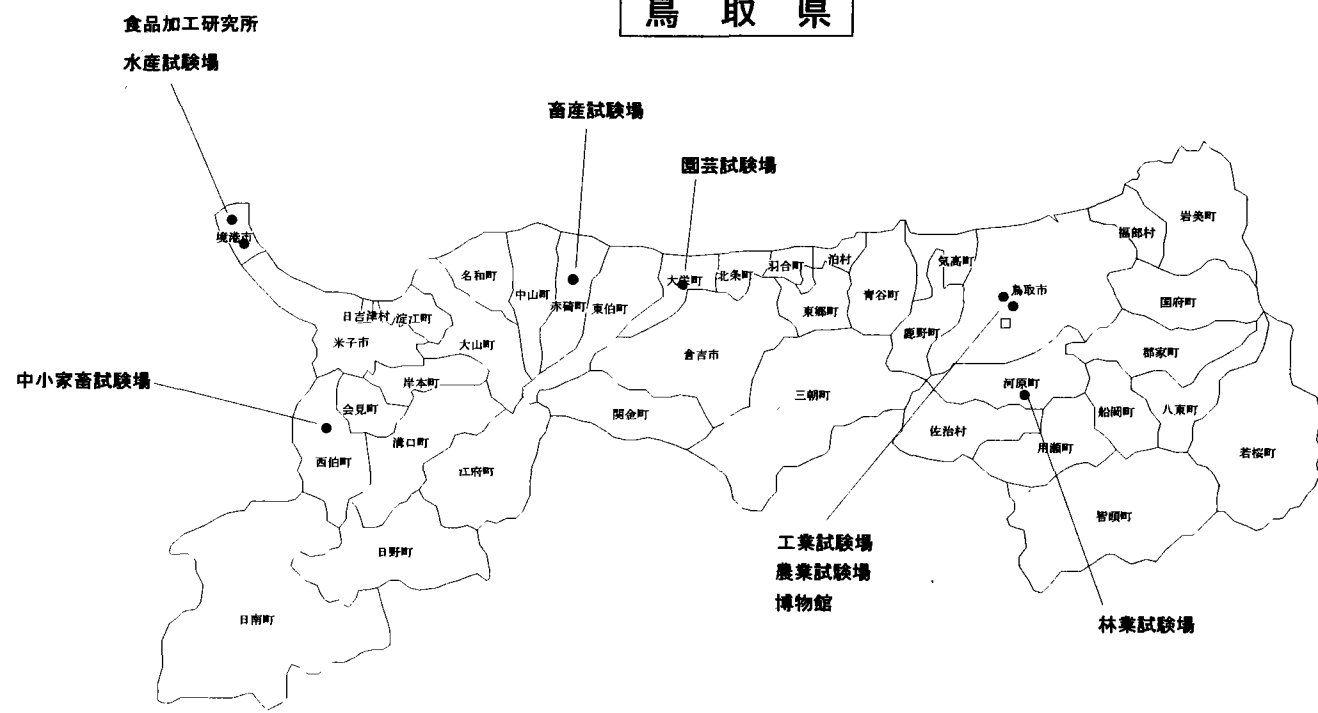 鳥取県
食品加工研究所
水産試験場
畜産試験場
園芸試験場
岩美町
福部村
境港市
名和町
中山町
赤碕町
東伯町
大栄町
北条町
羽合町
泊村
青谷町
気高町
鳥取市
国府町
日吉津村
淀江町
米子市
大山町
東郷町
鹿野町
倉吉市
郡家町
中小家畜試験場
岸本町
会見町
関金町
三朝町
河原町
船岡町
八東町
溝口町
佐治村
用瀬町
西伯町
江府町
若桜町
智頭町
日野町
工業試験場
農業試験場
博物館
日南町
林業試験場